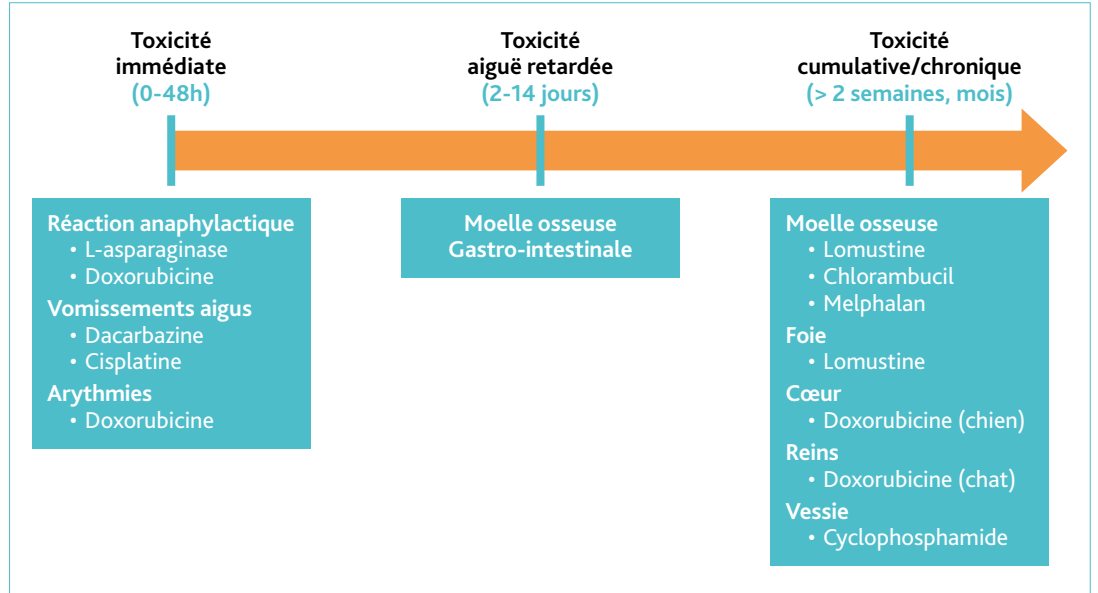 Toxicité
immédiate
(0-48h)
Toxicité
aiguë retardée
(2-14 jours)
Toxicité
cumulative/chronique
(> 2 semaines, mois)
Réaction anaphylactique
• L-asparaginase
• Doxorubicine
Vomissements aigus
• Dacarbazine
• Cisplatine
Arythmies
• Doxorubicine
Moelle osseuse
Gastro-intestinale
Moelle osseuse
• Lomustine
• Chlorambucil
• Melphalan
Foie
• Lomustine
Cœur
• Doxorubicine (chien)
Reins
• Doxorubicine (chat)
Vessie
• Cyclophosphamide